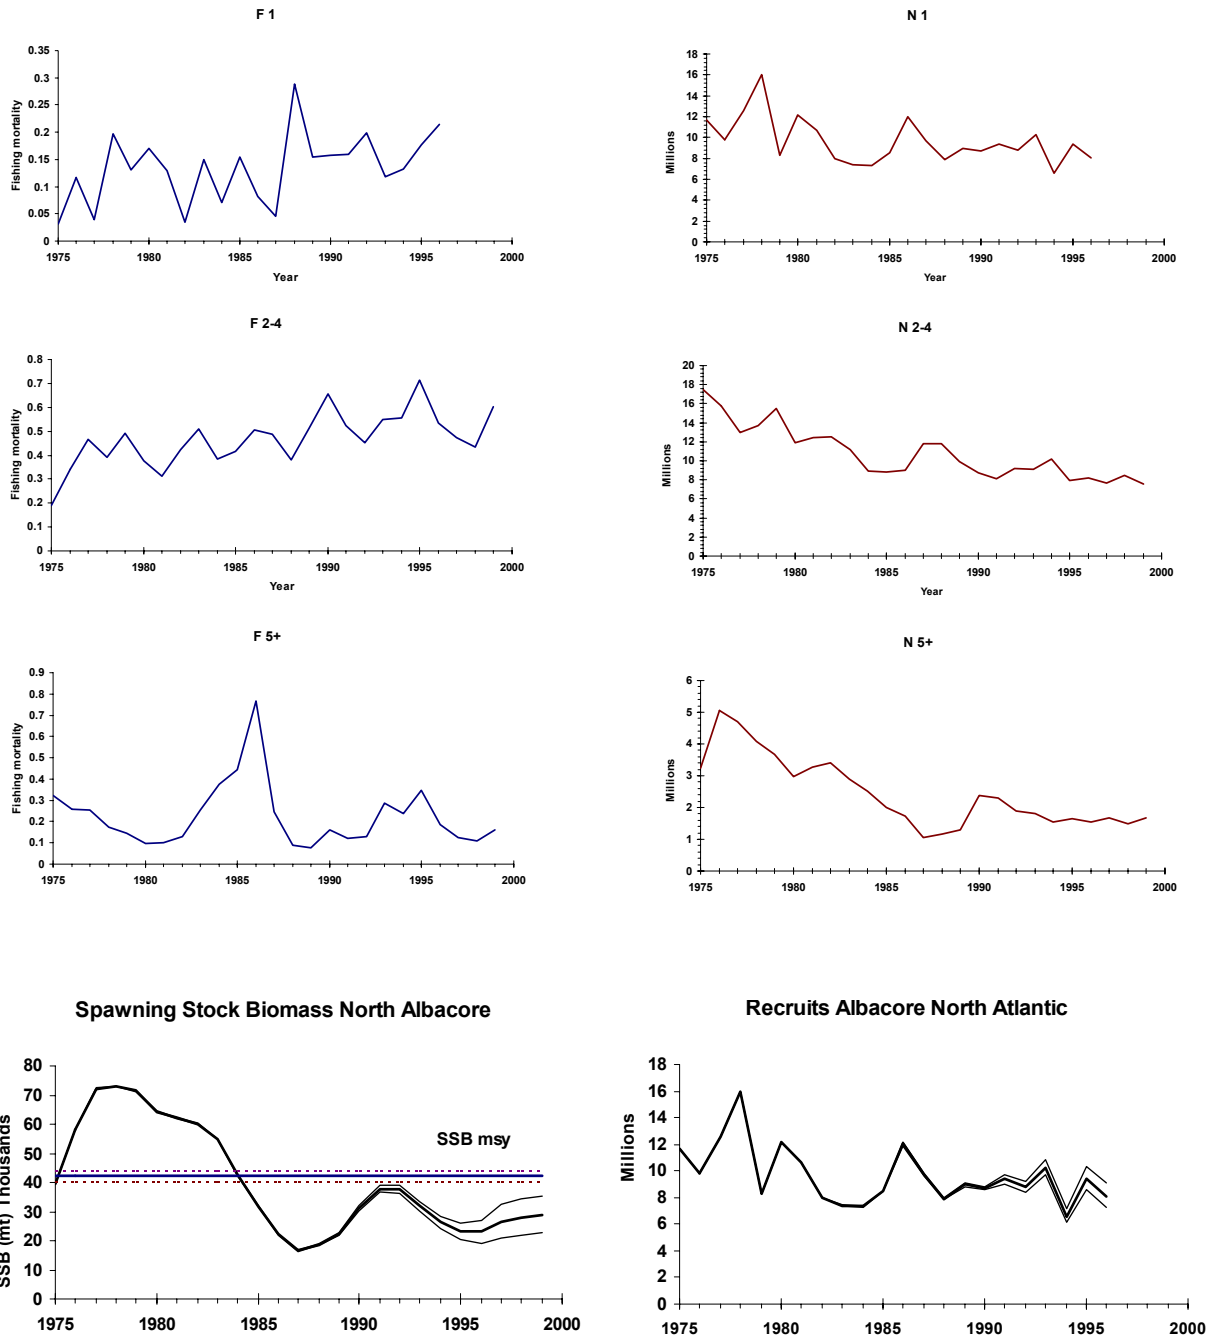 F 1
Fishing mortality
0.35
0.3
0.25
0.2
0.15
0.1
0.05
0
1975 1980 1985 1990 1995 2000
Year
N 1
Millions
18
16
14
12
10
8
6
4
2
0
1975 1980 1985 1990 1995 2000
Year
F 2-4
Fishing mortality
0.8
0.7
0.6
0.5
0.4
0.3
0.2
0.1
0
1975 1980 1985 1990 1995 2000
Year
N 2-4
Millions
20
18
16
14
12
10
8
6
4
2
0
1975 1980 1985 1990 1995 2000
Year
F 5+
Fishing mortality
0.9
0.8
0.7
0.6
0.5
0.4
0.3
0.2
0.1
0
1975 1980 1985 1990 1995 2000
N 5+
Millions
6
5
4
3
2
1
0
1975 1980 1985 1990 1995 2000
Spawning Stock Biomass North Albacore
SSB (mt) Thousands
80
70
60
50
40
30
20
10
0
SSB msy
1975 1980 1985 1990 1995 2000
Recruits Albacore North Atlantic
Millions
18
16
14
12
10
8
6
4
2
0
1975 1980 1985 1990 1995 2000